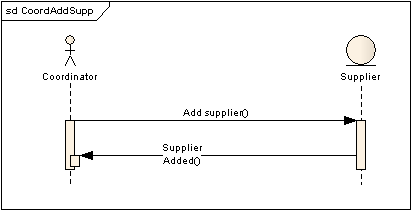 sd CoordAddSupp
Coordinator
Supplier
Add supplier()
Supplier
Added()